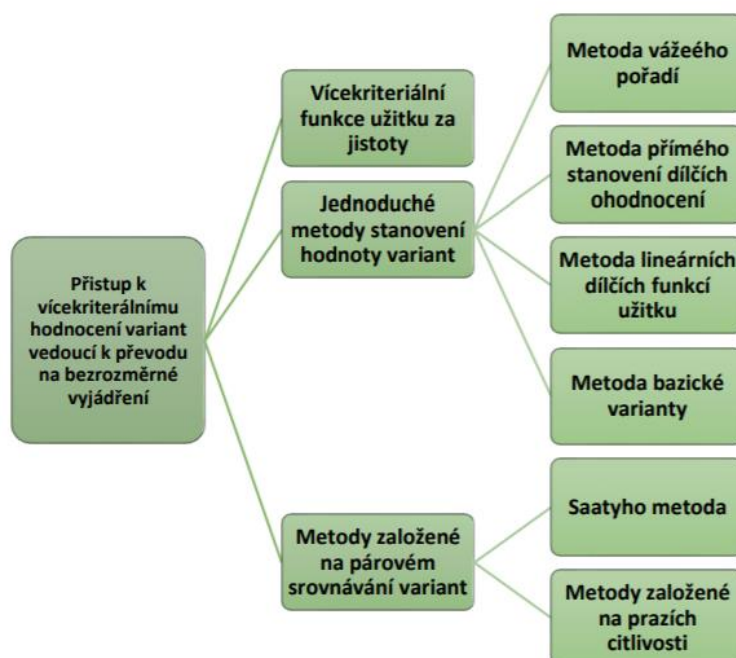 Přistup k
vícekriterálnímu
hodnocení variant
vedoucí k převodu
na bezrozměrné
vyjádření
Vícekriteriální
funkce užitku za
jistoty
Jednoduché
metody stanovení
hodnoty variant
Metoda vážeého
pořadí
Metoda přímého
stanovení dílčích
ohodnocení
Metoda lineárních
dílčích funkcí
užitku
Metoda bazické
varianty
Metody založené
na párovém
srovnávání variant
Saatyho metoda
Metody založené
na prazích
citlivosti